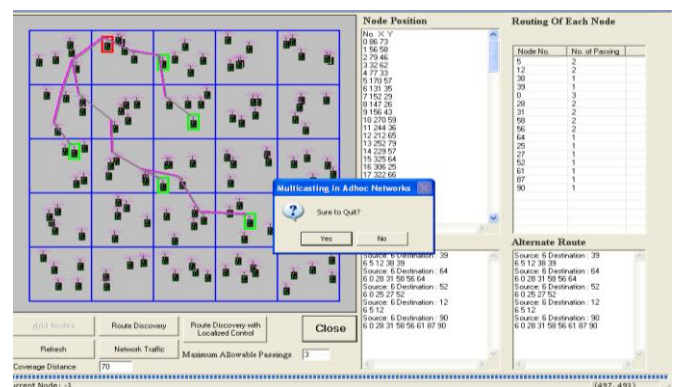 Node Position
No. X Y
0 86 73
1 56 58
2 79 46
3 32 62
4 77 33
5 170 57
6 131 35
7 152 29
8 147 26
9 156 43
10 270 59
11 244 36
12 212 65
13 252 79
14 229 57
15 325 64
16 306 25
17 322 66
Routing Of Each Node
Node No. No. of Passing
5 2
12 2
38 1
39 1
0 3
28 2
31 2
58 2
56 2
64 1
25 1
27 1
52 1
61 1
87 1
90 1
Multicasting in Adhoc Networks
Sure to Quit?
Yes
No
Source: 6 Destination : 39
6 5 12 38 39
Source: 6 Destination : 64
6 0 28 31 58 56 64
Source: 6 Destination : 52
6 0 25 27 52
Source: 6 Destination : 12
6 5 12
Source: 6 Destination : 90
6 0 28 31 58 56 61 87 90
Alternate Route
Source: 6 Destination : 39
6 5 12 38 39
Source: 6 Destination : 64
6 0 28 31 58 56 64
Source: 6 Destination : 52
6 0 25 27 52
Source: 6 Destination : 12
6 5 12
Source: 6 Destination : 90
6 0 28 31 58 56 61 87 90
Add Nodes
Route Discovery
Route Discovery with
Localized Control
Close
Refresh
Network Traffic
Maximum Allowable Passings 3
Coverage Distance 70
urrent Node: -1
(497, 491)